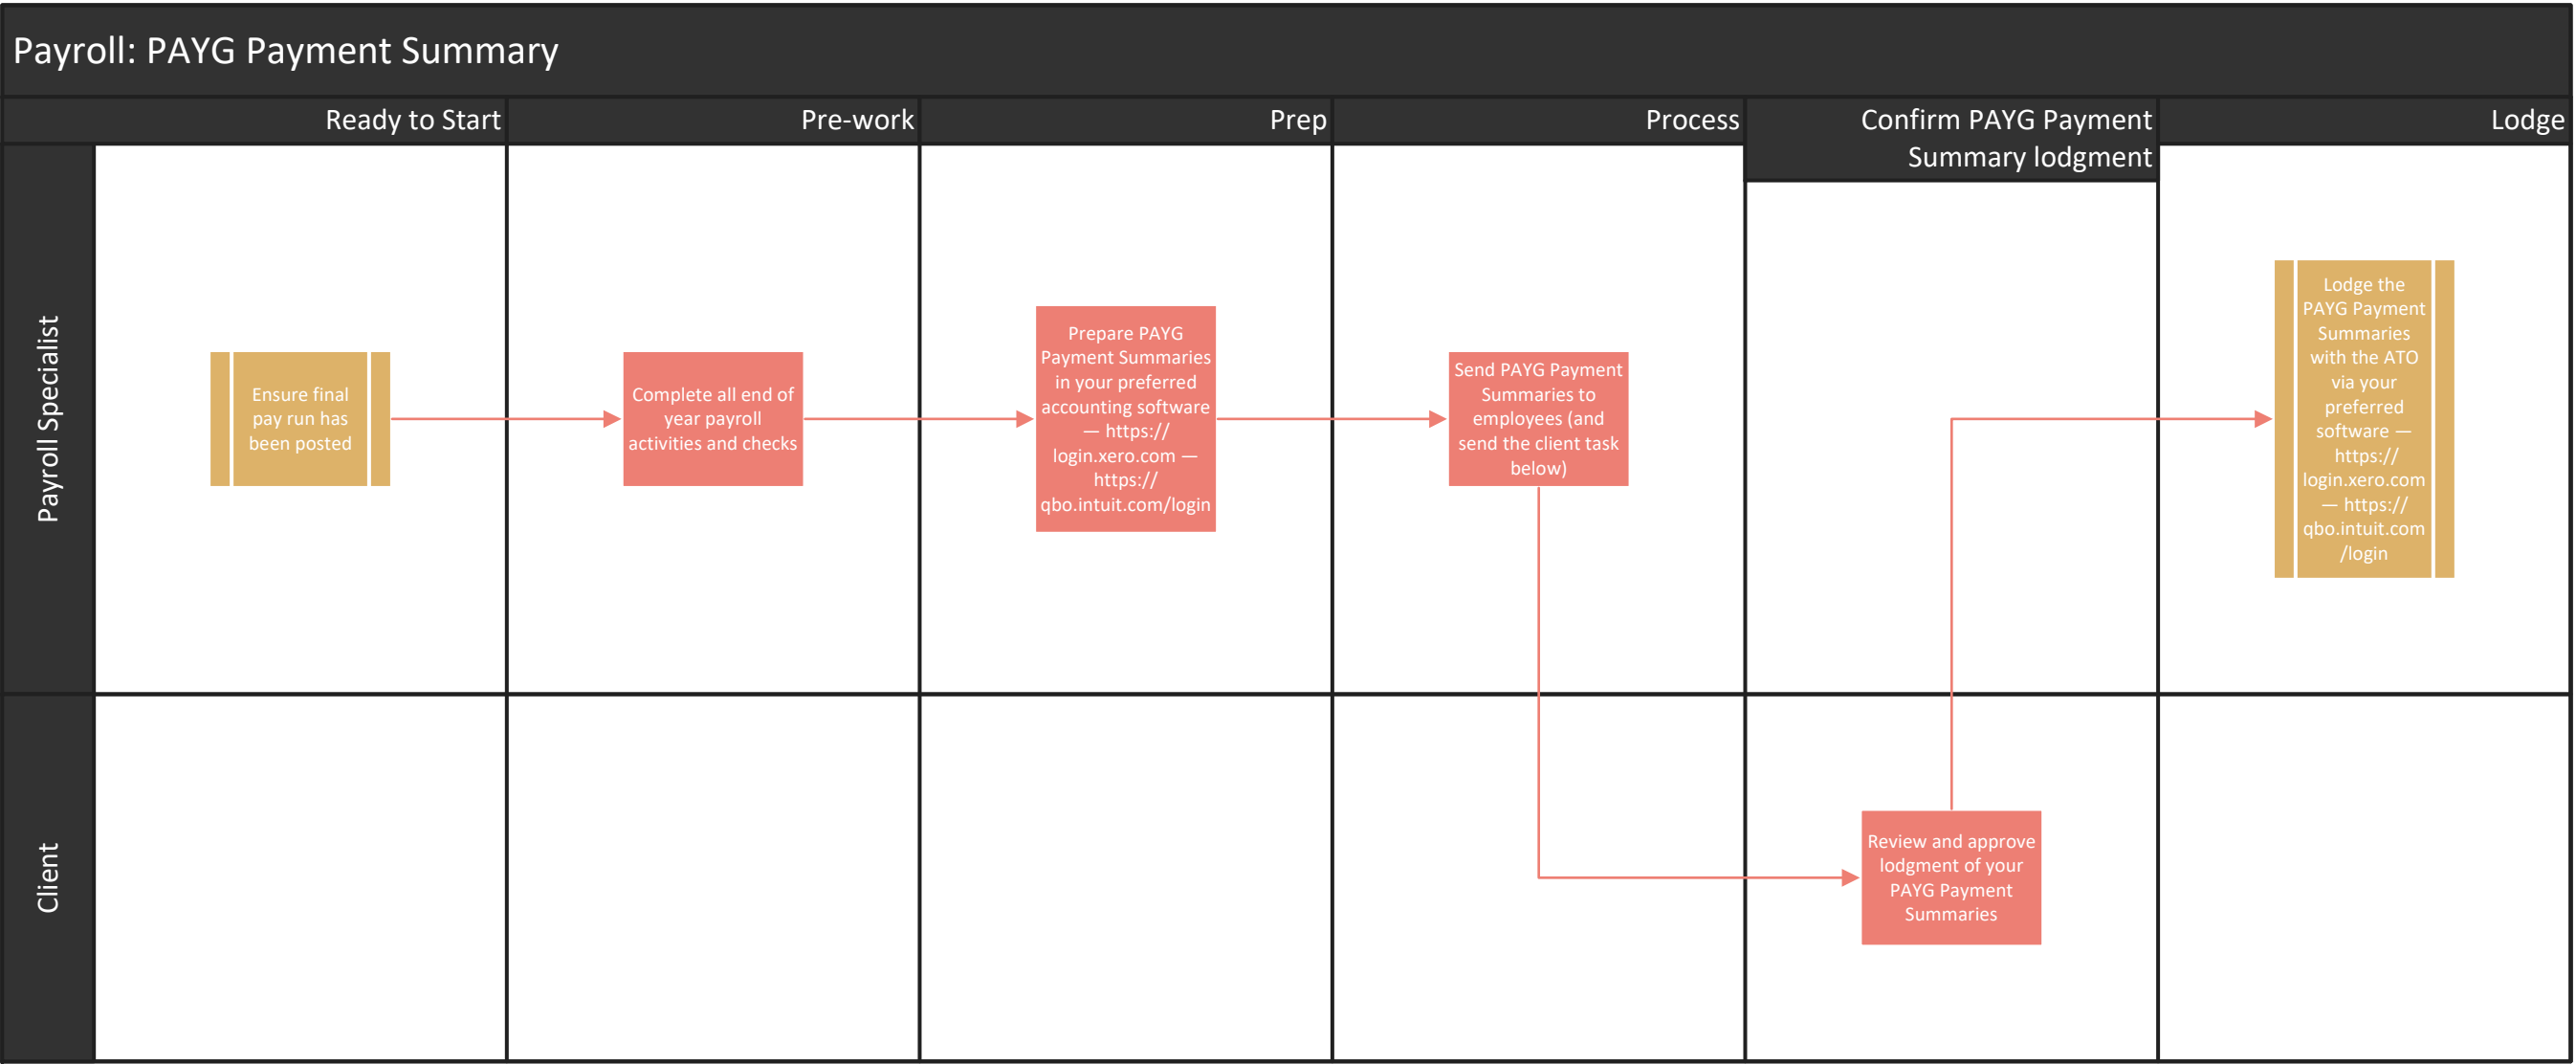 Payroll: PAYG Payment Summary
Ready to Start
Pre-work
Prep
Process
Confirm PAYG Payment
Summary lodgment
Lodge
Payroll Specialist
Ensure final
pay run has
been posted
Complete all end of
year payroll
activities and checks
Prepare PAYG
Payment Summaries
in your preferred
accounting software
— https://
login.xero.com —
https://
qbo.intuit.com/login
Send PAYG Payment
Summaries to
employees (and
send the client task
below)
Lodge the
PAYG Payment
Summaries
with the ATO
via your
preferred
software —
https://
login.xero.com
— https://
qbo.intuit.com
/login
Client
Review and approve
lodgment of your
PAYG Payment
Summaries